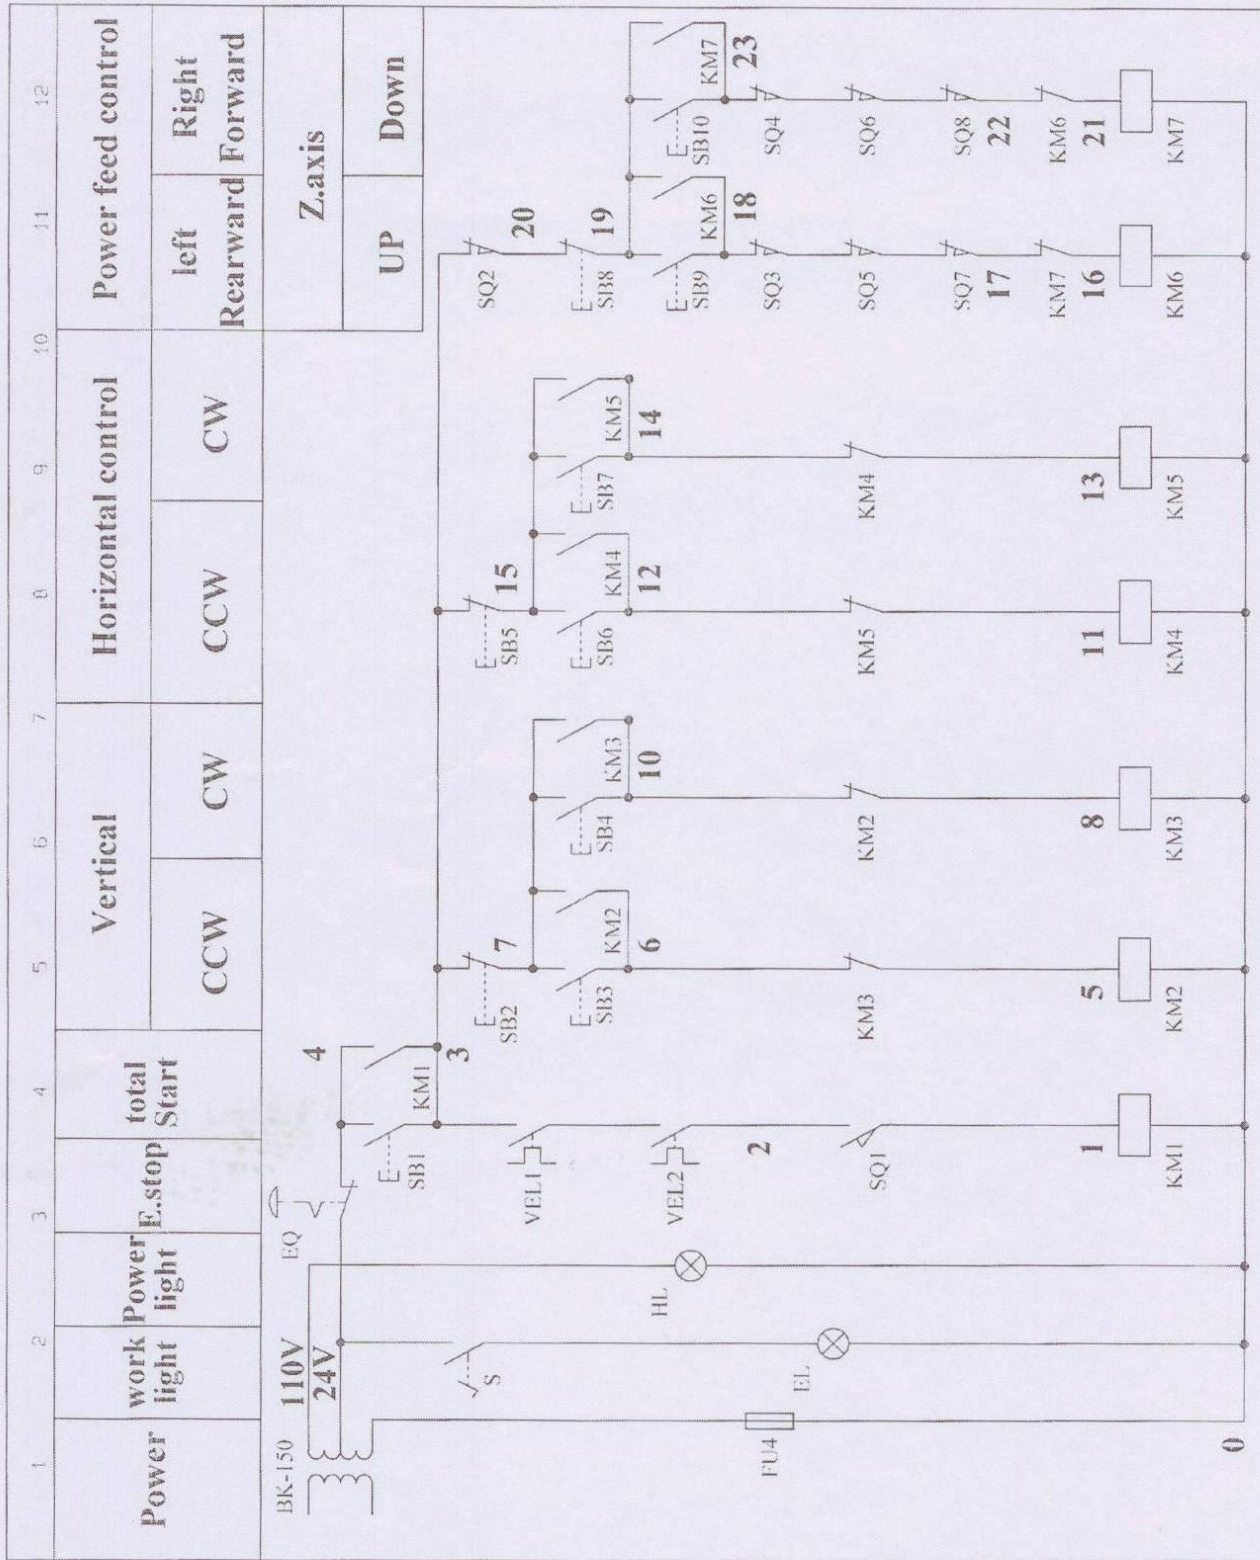 1 2 3 4 5 6 7 8 9 10 11 12
Power
work
light
Power
light
E.stop
total
Start
Vertical
CCW
CW
Horizontal control
CCW
CW
Power feed control
left
Rearward
Right
Forward
Z.axis
UP
Down
BK-150
110V
24V
EQ
4
S
SB1
KM1
3
SB2
7
SB5
15
SQ2
20
VEL1
SB3
KM2
6
SB4
KM3
10
SB6
KM4
12
SB7
KM5
14
SB8
19
HL
VEL2
2
SB9
KM6
18
SB10
KM7
23
FU4
EL
SQ1
KM3
KM2
KM5
KM4
SQ3
SQ4
SQ5
SQ6
SQ7
17
SQ8
22
KM7
16
KM6
21
1
5
8
11
13
KM1
KM2
KM3
KM4
KM5
KM6
KM7
0